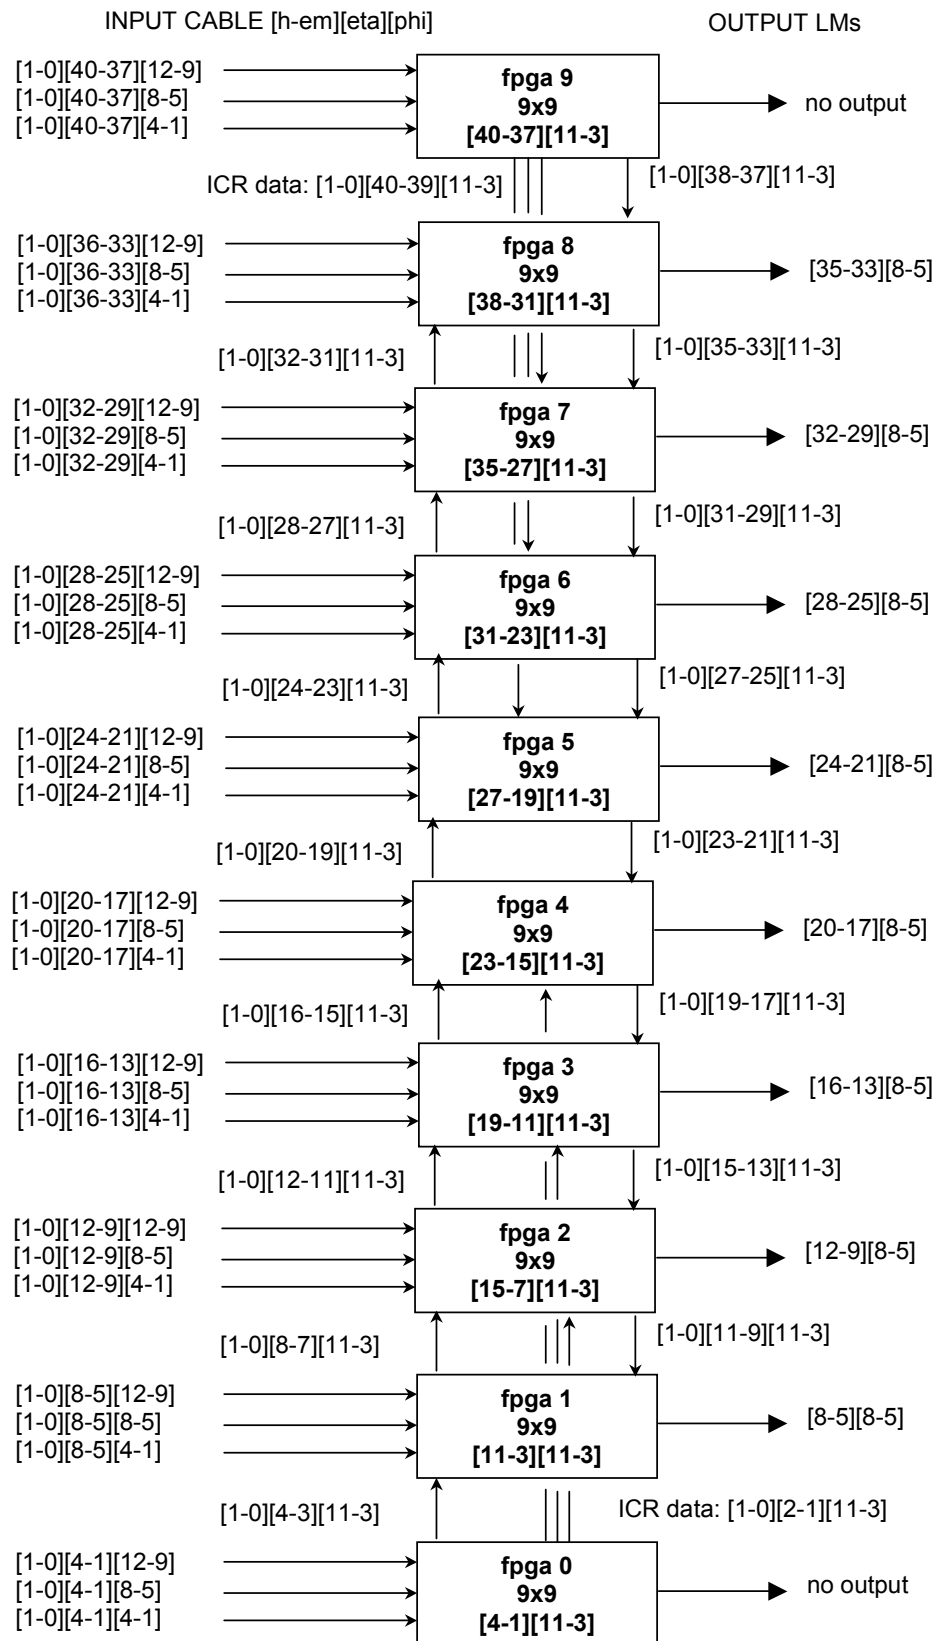 INPUT CABLE [h-em][eta][phi]
OUTPUT LMs
[1-0][40-37][12-9]
[1-0][40-37][8-5]
[1-0][40-37][4-1]
fpga 9
9x9
[40-37][11-3]
no output
ICR data: [1-0][40-39][11-3]
[1-0][38-37][11-3]
[1-0][36-33][12-9]
[1-0][36-33][8-5]
[1-0][36-33][4-1]
fpga 8
9x9
[38-31][11-3]
[35-33][8-5]
[1-0][32-31][11-3]
[1-0][35-33][11-3]
[1-0][32-29][12-9]
[1-0][32-29][8-5]
[1-0][32-29][4-1]
fpga 7
9x9
[35-27][11-3]
[32-29][8-5]
[1-0][28-27][11-3]
[1-0][31-29][11-3]
[1-0][28-25][12-9]
[1-0][28-25][8-5]
[1-0][28-25][4-1]
fpga 6
9x9
[31-23][11-3]
[28-25][8-5]
[1-0][24-23][11-3]
[1-0][27-25][11-3]
[1-0][24-21][12-9]
[1-0][24-21][8-5]
[1-0][24-21][4-1]
fpga 5
9x9
[27-19][11-3]
[24-21][8-5]
[1-0][20-19][11-3]
[1-0][23-21][11-3]
[1-0][20-17][12-9]
[1-0][20-17][8-5]
[1-0][20-17][4-1]
fpga 4
9x9
[23-15][11-3]
[20-17][8-5]
[1-0][16-15][11-3]
[1-0][19-17][11-3]
[1-0][16-13][12-9]
[1-0][16-13][8-5]
[1-0][16-13][4-1]
fpga 3
9x9
[19-11][11-3]
[16-13][8-5]
[1-0][12-11][11-3]
[1-0][15-13][11-3]
[1-0][12-9][12-9]
[1-0][12-9][8-5]
[1-0][12-9][4-1]
fpga 2
9x9
[15-7][11-3]
[12-9][8-5]
[1-0][8-7][11-3]
[1-0][11-9][11-3]
[1-0][8-5][12-9]
[1-0][8-5][8-5]
[1-0][8-5][4-1]
fpga 1
9x9
[11-3][11-3]
[8-5][8-5]
[1-0][4-3][11-3]
ICR data: [1-0][2-1][11-3]
[1-0][4-1][12-9]
[1-0][4-1][8-5]
[1-0][4-1][4-1]
fpga 0
9x9
[4-1][11-3]
no output